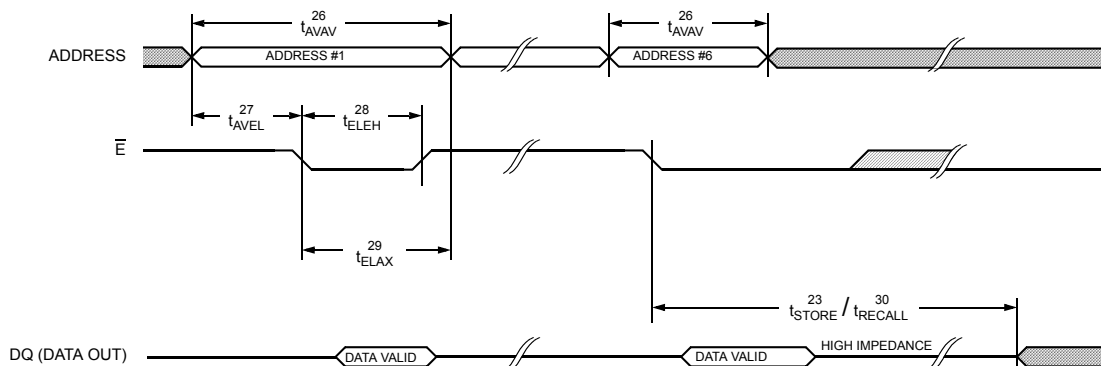 26
tAVAV
26
tAVAV
ADDRESS
ADDRESS #1
ADDRESS #6
27
tAVEL
28
tELEH
E
29
tELAX
23 30
tSTORE / tRECALL
DQ (DATA OUT)
DATA VALID
DATA VALID
HIGH IMPEDANCE